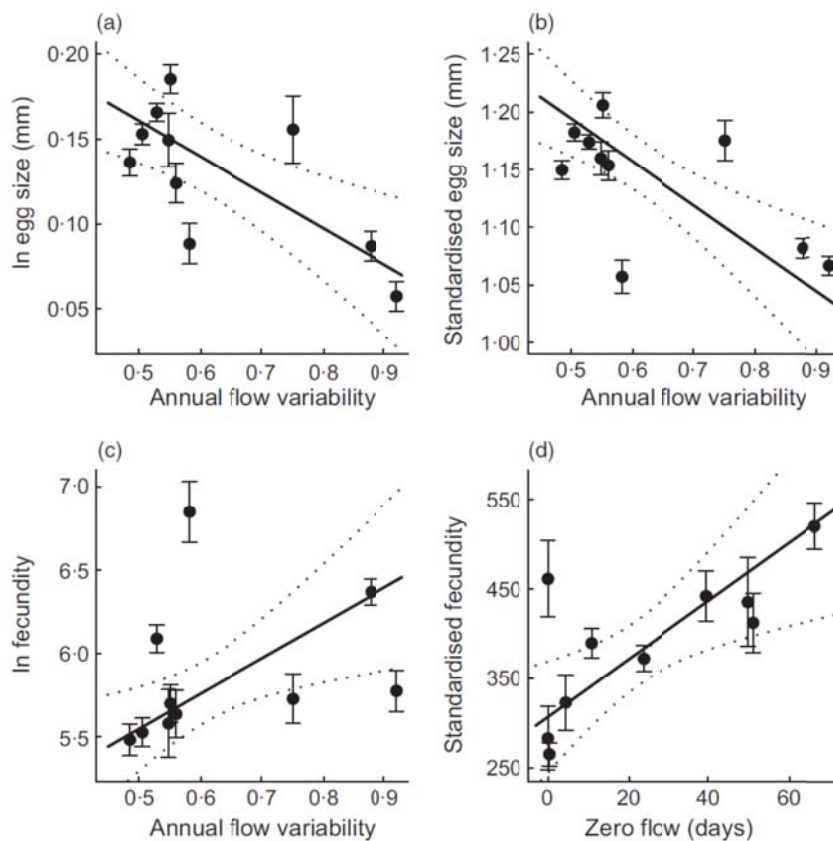 (a)
(b)
0·20
0·15
0·10
0·05
ln egg size (mm)
0·5 0·6 0·7 0·8 0·9
Annual flow variability
1·25
1·20
1·15
1·10
1·05
1·00
Standardised egg size (mm)
0·5 0·6 0·7 0·8 0·9
Annual flow variability
(c)
(d)
7·0
6·5
6·0
5·5
ln fecundity
0·5 0·6 0·7 0·8 0·9
Annual flow variability
550
450
350
250
Standardised fecundity
0 20 40 60
Zero flow (days)